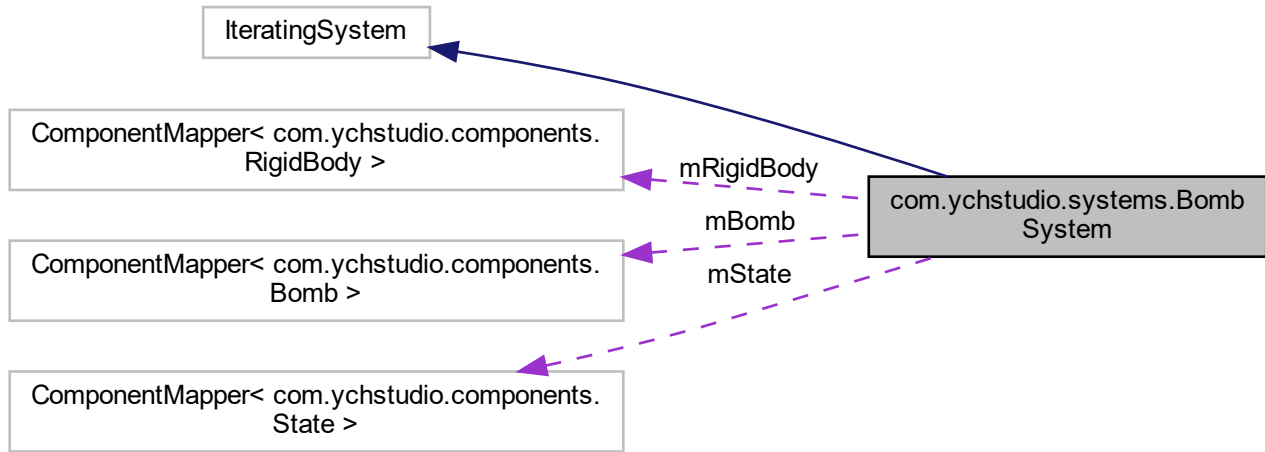 IteratingSystem
ComponentMapper< com.ychstudio.components.
RigidBody >
mRigidBody
com.ychstudio.systems.Bomb
System
mBomb
ComponentMapper< com.ychstudio.components.
Bomb >
mState
ComponentMapper< com.ychstudio.components.
State >